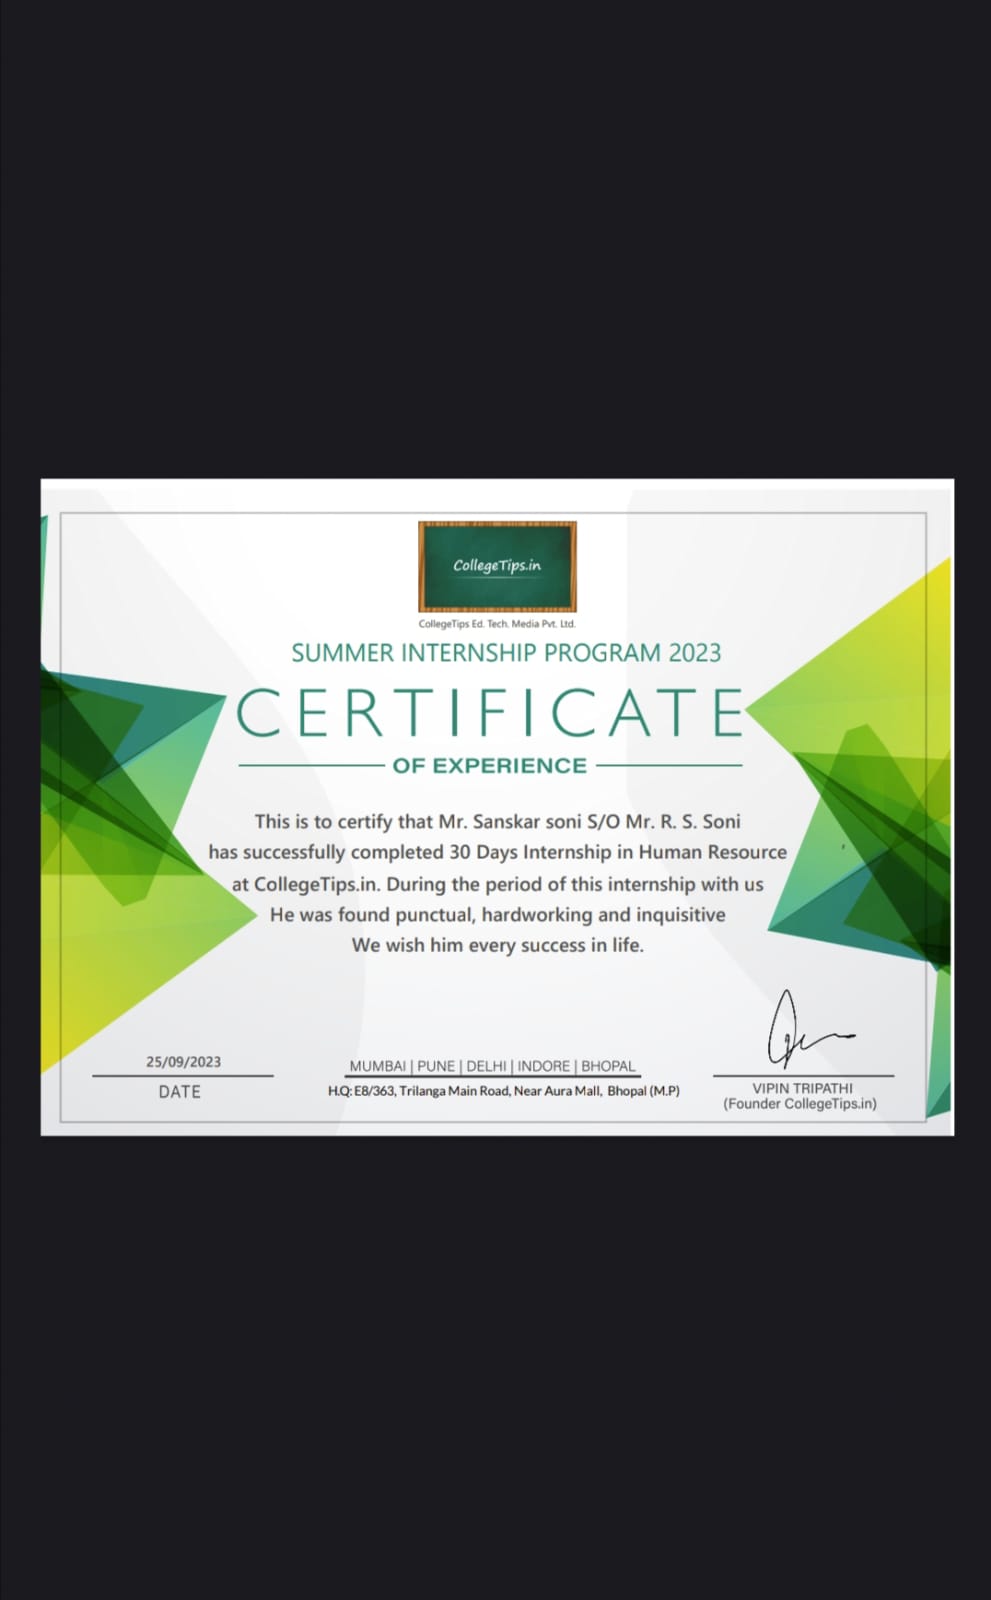 CollegeTips.in
CollegeTips Ed. Tech. Media Pvt. Ltd.
SUMMER INTERNSHIP PROGRAM 2023
CERTIFICATE
OF EXPERIENCE
This is to certify that Mr. Sanskar soni S/O Mr. R. S. Soni
has successfully completed 30 Days Internship in Human Resource
at CollegeTips.in. During the period of this internship with us
He was found punctual, hardworking and inquisitive
We wish him every success in life.
25/09/2023
DATE
MUMBAI | PUNE | DELHI | INDORE | BHOPAL
H.Q: E8/363, Trilanga Main Road, Near Aura Mall, Bhopal (M.P)
VIPIN TRIPATHI
(Founder CollegeTips.in)